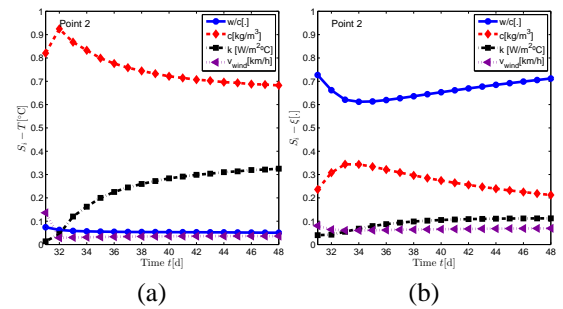 Point 2
w/c[.]
c[kg/m³]
k [W/m²°C]
v_wind[km/h]
S_i − T[°C]
1
0.9
0.8
0.7
0.6
0.5
0.4
0.3
0.2
0.1
0
32 34 36 38 40 42 44 46 48
Time t[d]
(a)
Point 2
w/c[.]
c[kg/m³]
k [W/m²°C]
v_wind[km/h]
S_i − ξ[.]
1
0.9
0.8
0.7
0.6
0.5
0.4
0.3
0.2
0.1
0
32 34 36 38 40 42 44 46 48
Time t[d]
(b)